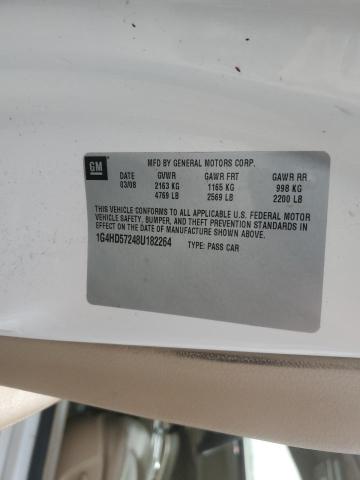 GM
MFD BY GENERAL MOTORS CORP.
DATE GVWR GAWR FRT GAWR RR
03/08 2163 KG 1165 KG 998 KG
4769 LB 2569 LB 2200 LB
THIS VEHICLE CONFORMS TO ALL APPLICABLE U.S. FEDERAL MOTOR
VEHICLE SAFETY, BUMPER, AND THEFT PREVENTION STANDARDS IN
EFFECT ON THE DATE OF MANUFACTURE SHOWN ABOVE.
1G4HD57248U182264 TYPE: PASS CAR